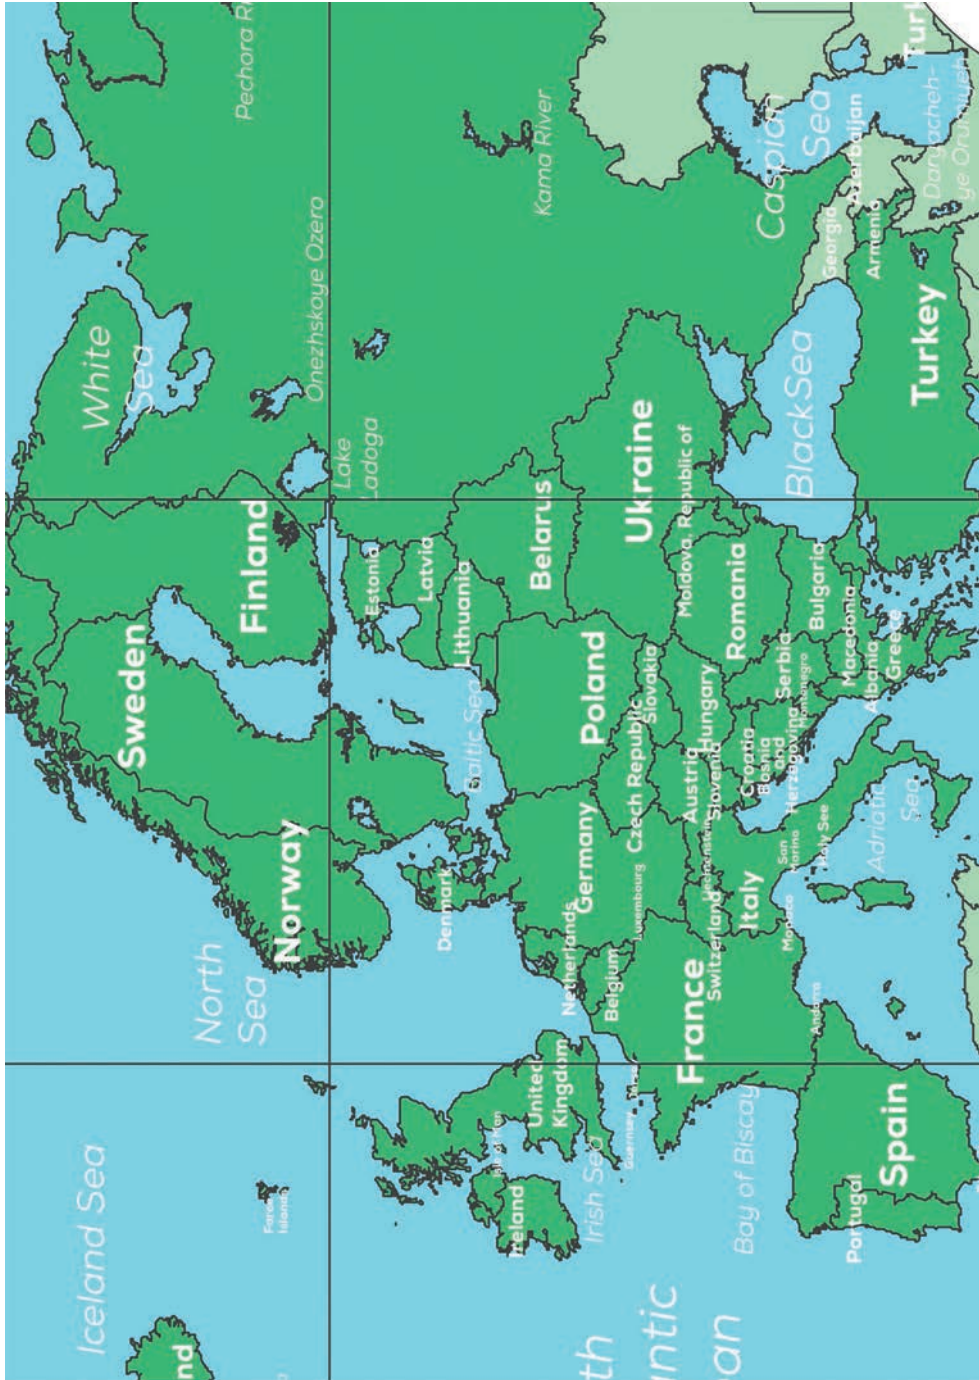 Iceland Sea
Faroe
Islands
North
Sea
Norway
Sweden
Finland
White
Sea
Onezhskoye Ozero
Lake
Ladoga
Kama River
Denmark
Baltic Sea
Estonia
Latvia
Lithuania
Belarus
Ireland
Isle of Man
United
Kingdom
Irish Sea
Guernsey
Netherlands
Belgium
Luxembourg
Germany
Poland
Czech Republic
Slovakia
Ukraine
Moldova, Republic of
France
Switzerland
Liechtenstein
Austria
Slovenia
Hungary
Romania
Croatia
Bosnia
and
Herzegovina
Serbia
Montenegro
Bulgaria
Macedonia
Albania
Greece
Italy
San
Marino
Holy See
Monaco
Andorra
Adriatic
Sea
Bay of Biscay
Portugal
Spain
Black Sea
Turkey
Georgia
Armenia
Azerbaijan
Caspian
Sea
Daryacheh-
ye Orumiyeh